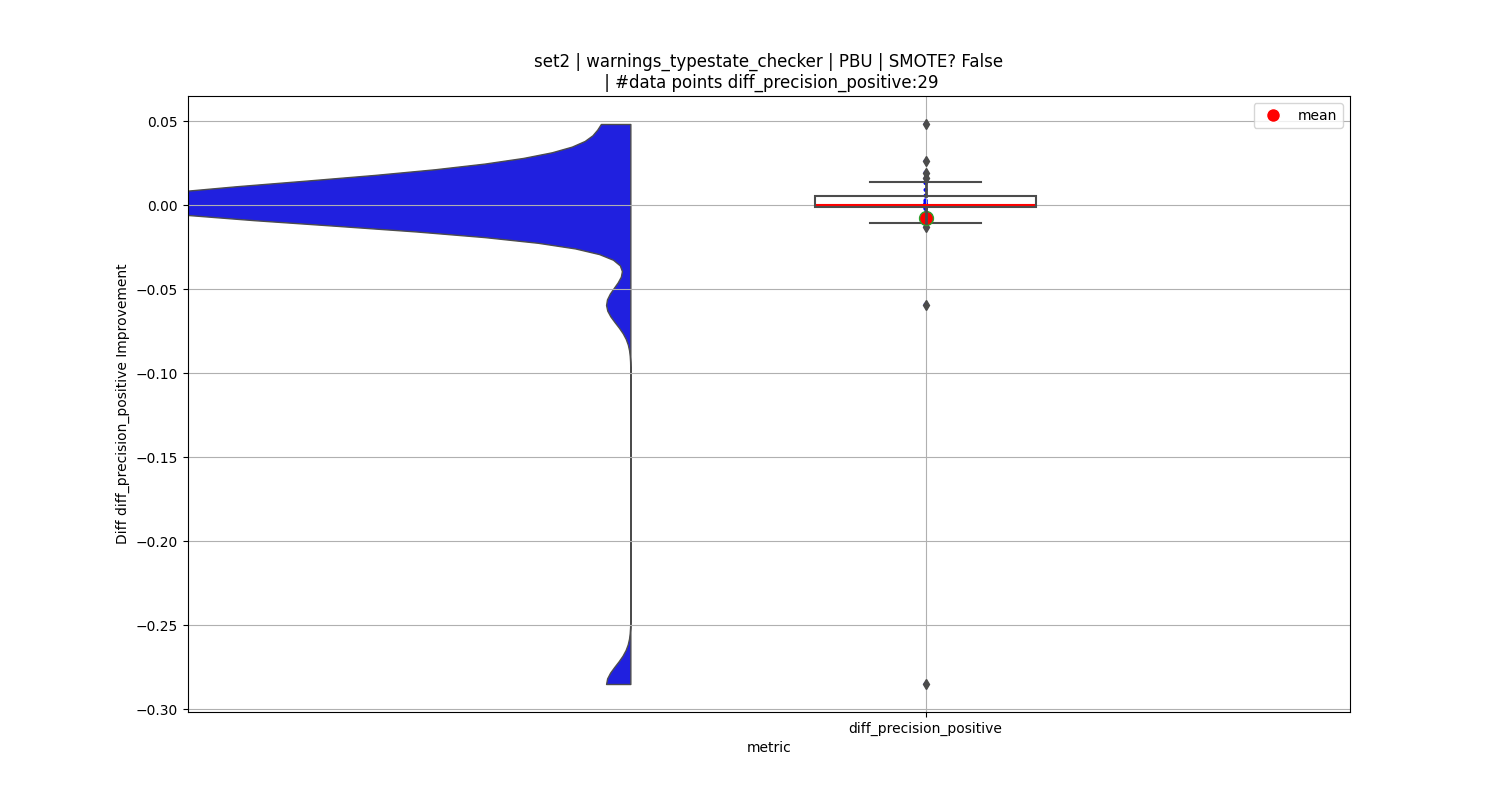 set2 | warnings_typestate_checker | PBU | SMOTE? False
| #data points diff_precision_positive:29
mean
0.05
0.00
−0.05
−0.10
−0.15
−0.20
−0.25
−0.30
Diff diff_precision_positive Improvement
diff_precision_positive
metric